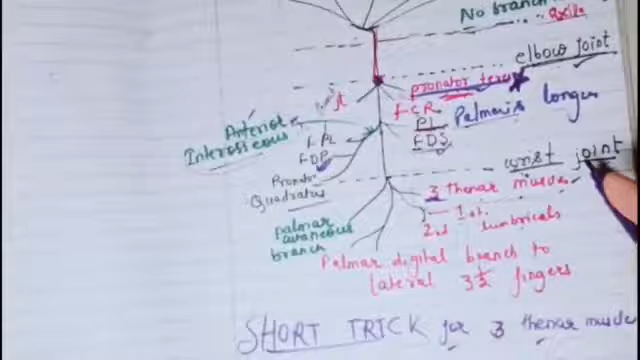 No branch
axilla
elbow joint
pronator teres
FCR
PL Palmaris longus
FDS
Anterior
Interosseous
FPL
FDP
Pronator
Quadratus
wrist joint
3 thenar muscles
1st
2nd lumbricals
Palmar
cutaneous
branch
Palmar digital branch to
lateral 3½ fingers
SHORT TRICK for 3 thenar muscle